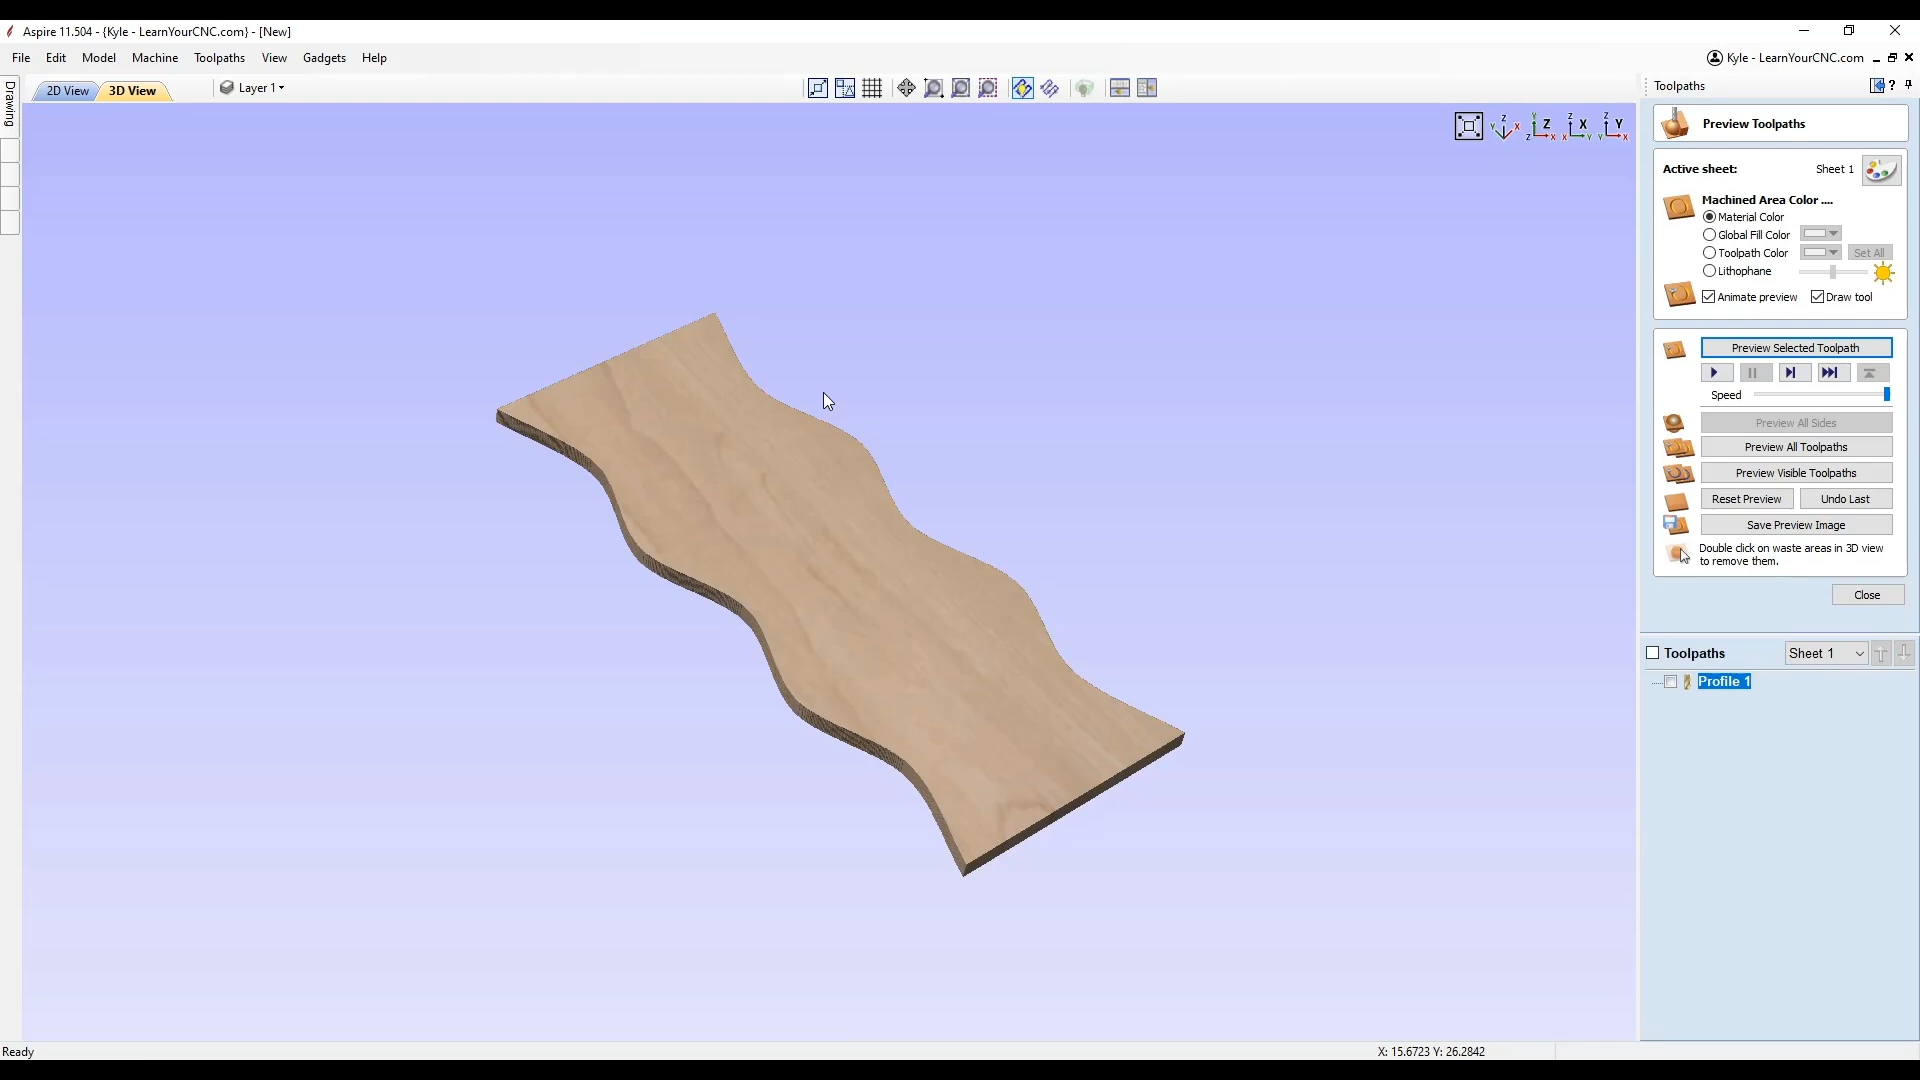 Aspire 11.504 - {Kyle - LearnYourCNC.com} - [New]
File Edit Model Machine Toolpaths View Gadgets Help
Kyle - LearnYourCNC.com
Drawing
2D View 3D View Layer 1
Toolpaths
Z Y X Z X Y
Preview Toolpaths
Active sheet: Sheet 1
Machined Area Color ....
Material Color
Global Fill Color
Toolpath Color Set All
Lithophane
Animate preview Draw tool
Preview Selected Toolpath
Speed
Preview All Sides
Preview All Toolpaths
Preview Visible Toolpaths
Reset Preview Undo Last
Save Preview Image
Double click on waste areas in 3D view
to remove them.
Close
Toolpaths Sheet 1
Profile 1
Ready X: 15.6723 Y: 26.2842